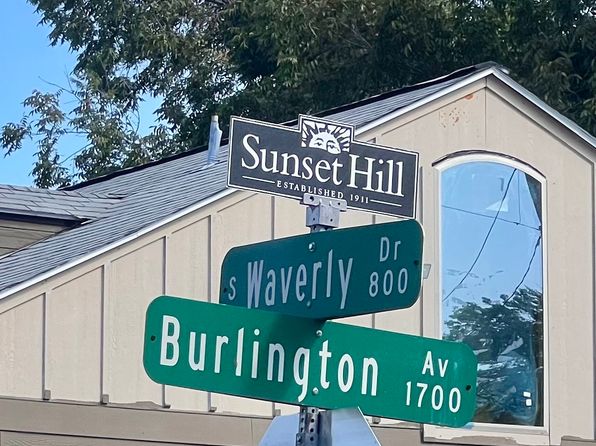 Sunset Hill
ESTABLISHED 1911
S Waverly Dr
800
Burlington Av
1700